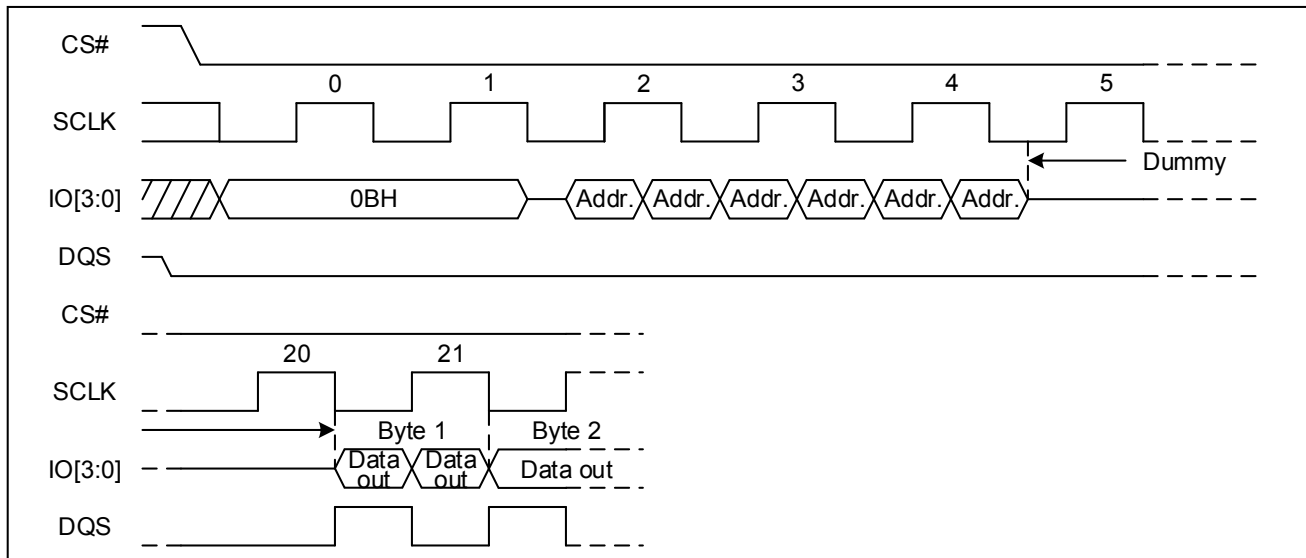 CS#
0 1 2 3 4 5
SCLK
Dummy
IO[3:0] 0BH Addr. Addr. Addr. Addr. Addr. Addr.
DQS
CS#
20 21
SCLK
Byte 1 Byte 2
IO[3:0] Data out Data out Data out
DQS